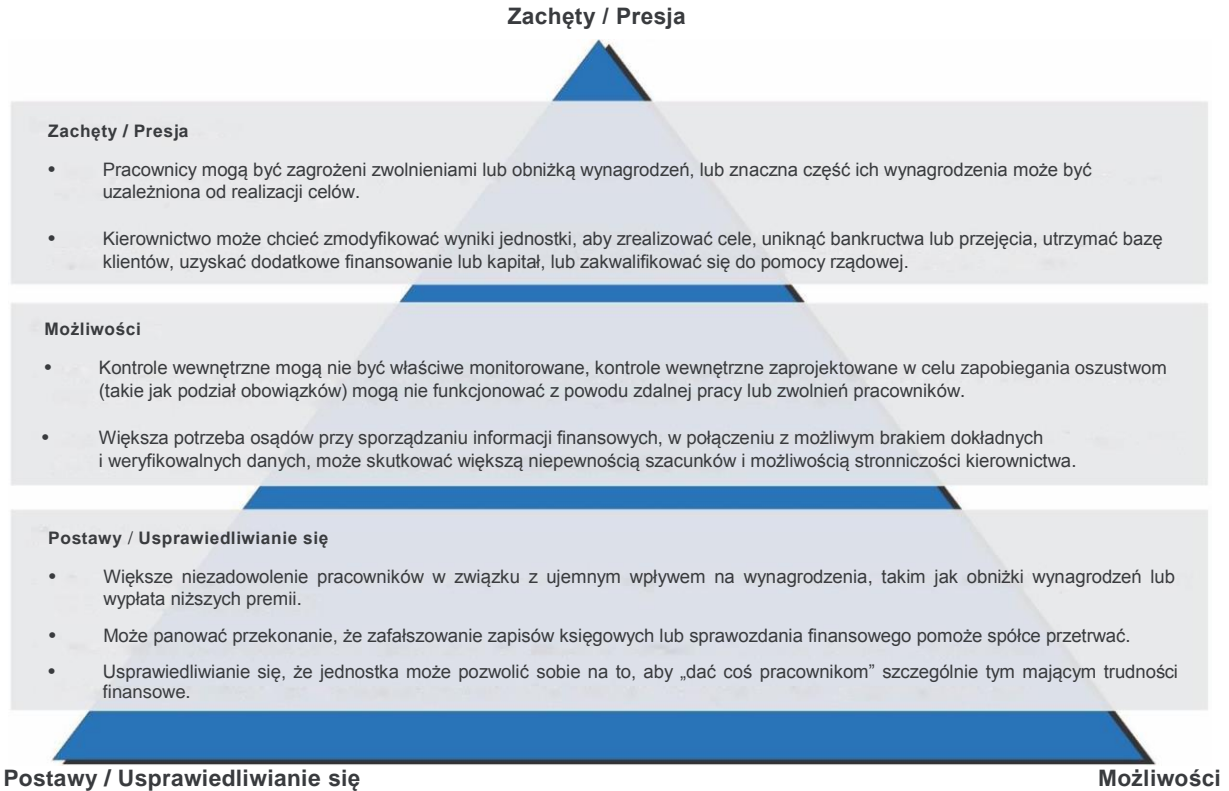 Zachęty / Presja
Zachęty / Presja
• Pracownicy mogą być zagrożeni zwolnieniami lub obniżką wynagrodzeń, lub znaczna część ich wynagrodzenia może być
uzależniona od realizacji celów.
• Kierownictwo może chcieć zmodyfikować wyniki jednostki, aby zrealizować cele, uniknąć bankructwa lub przejęcia, utrzymać bazę
klientów, uzyskać dodatkowe finansowanie lub kapitał, lub zakwalifikować się do pomocy rządowej.
Możliwości
• Kontrole wewnętrzne mogą nie być właściwe monitorowane, kontrole wewnętrzne zaprojektowane w celu zapobiegania oszustwom
(takie jak podział obowiązków) mogą nie funkcjonować z powodu zdalnej pracy lub zwolnień pracowników.
• Większa potrzeba osądów przy sporządzaniu informacji finansowych, w połączeniu z możliwym brakiem dokładnych
i weryfikowalnych danych, może skutkować większą niepewnością szacunków i możliwością stronniczości kierownictwa.
Postawy / Usprawiedliwianie się
• Większe niezadowolenie pracowników w związku z ujemnym wpływem na wynagrodzenia, takim jak obniżki wynagrodzeń lub
wypłata niższych premii.
• Może panować przekonanie, że zafałszowanie zapisów księgowych lub sprawozdania finansowego pomoże spółce przetrwać.
• Usprawiedliwianie się, że jednostka może pozwolić sobie na to, aby „dać coś pracownikom” szczególnie tym mającym trudności
finansowe.
Postawy / Usprawiedliwianie się
Możliwości